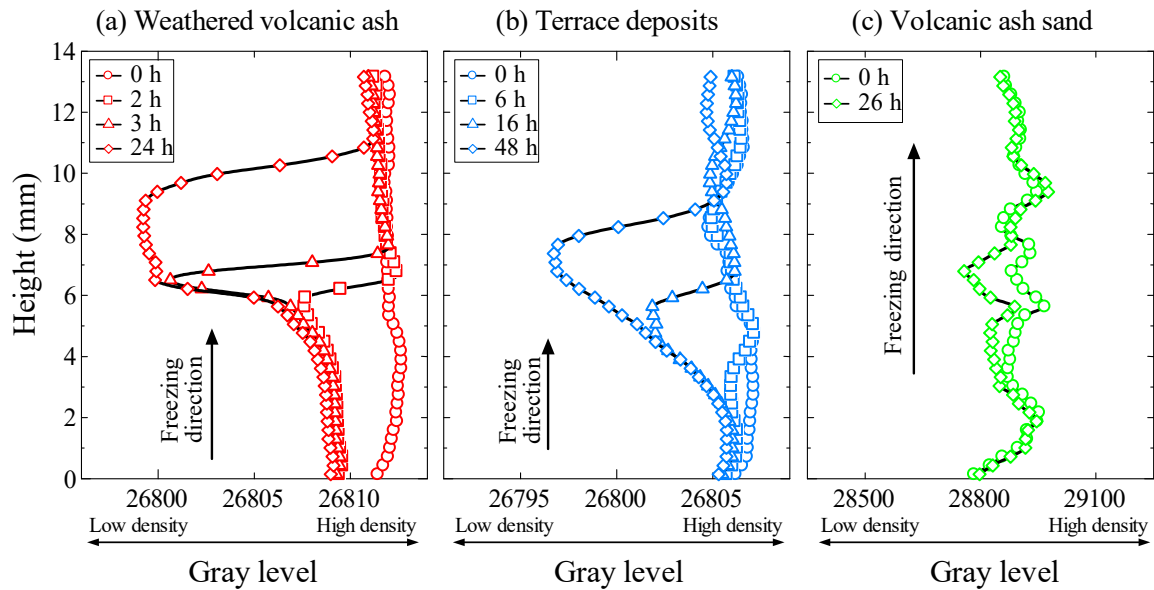 (a) Weathered volcanic ash
(b) Terrace deposits
(c) Volcanic ash sand
Height (mm)
14
12
10
8
6
4
2
0
0 h
2 h
3 h
24 h
Freezing
direction
26800
26805
26810
Low density
High density
Gray level
0 h
6 h
16 h
48 h
Freezing
direction
26795
26800
26805
Low density
High density
Gray level
0 h
26 h
Freezing direction
28500
28800
29100
Low density
High density
Gray level